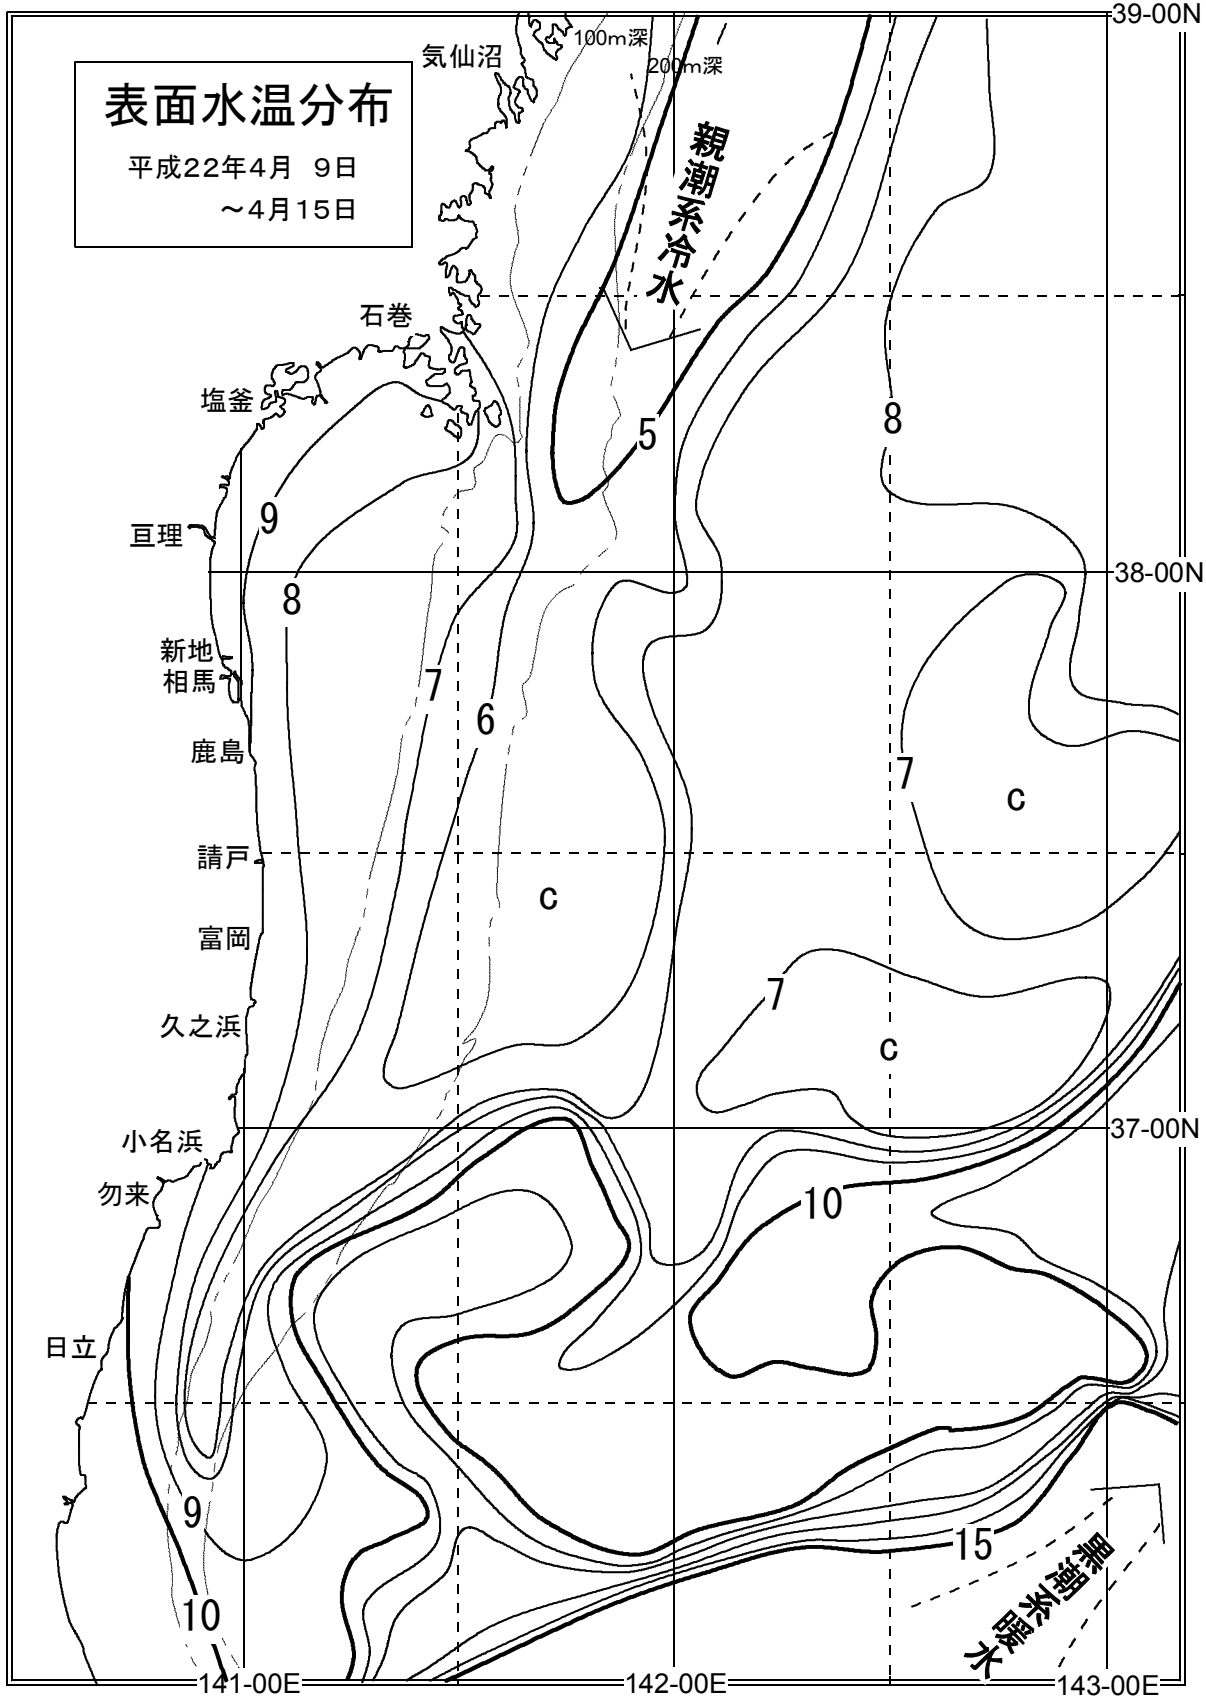 39-00N
100m深
気仙沼
200m深
表面水温分布
平成22年4月 9日
～4月15日
親潮系冷水
石巻
塩釜
8
5
9
亘理
38-00N
8
新地
相馬
7
6
鹿島
7
c
請戸
c
富岡
7
久之浜
c
37-00N
小名浜
勿来
10
日立
9
15
黒潮系暖水
10
141-00E
142-00E
143-00E